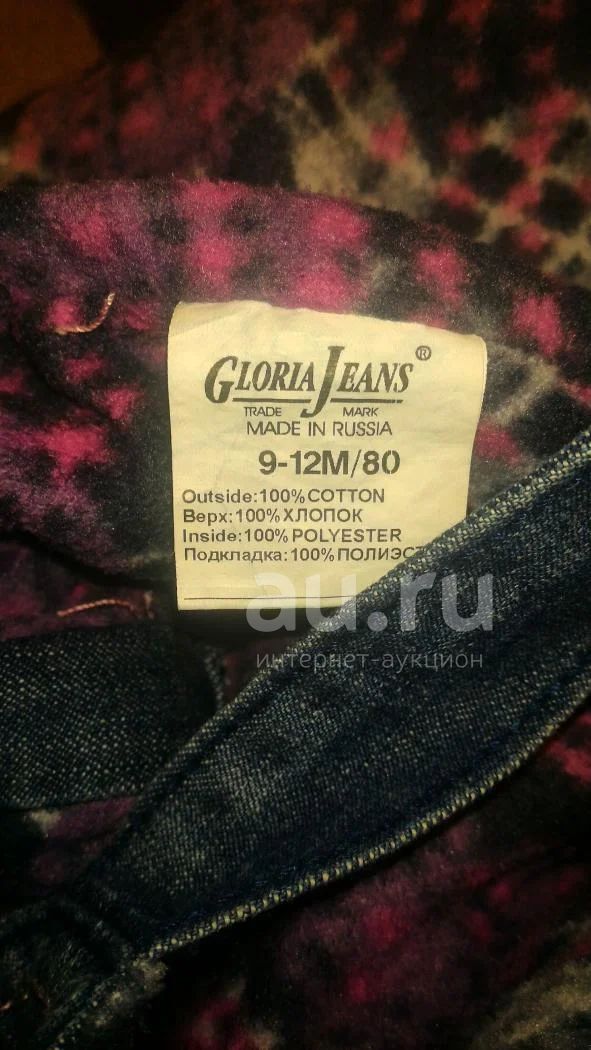 GLORIA JEANS®
TRADE MARK
MADE IN RUSSIA
9-12M/80
Outside:100%COTTON
Верх:100%ХЛОПОК
Inside:100%POLYESTER
Подкладка:100%ПОЛИЭСТ
au.ru
интернет-аукцион